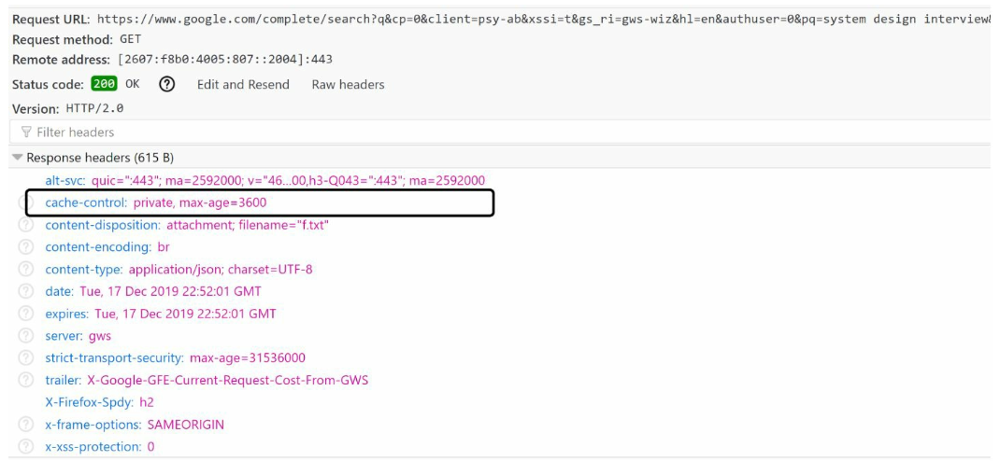 Request URL: https://www.google.com/complete/search?q&cp=0&client=psy-ab&xssi=t&gs_ri=gws-wiz&hl=en&authuser=0&pq=system design interview&
Request method: GET
Remote address: [2607:f8b0:4005:807::2004]:443
Status code: 200 OK ? Edit and Resend Raw headers
Version: HTTP/2.0
Filter headers
Response headers (615 B)
alt-svc: quic=":443"; ma=2592000; v="46...00,h3-Q043=":443"; ma=2592000
? cache-control: private, max-age=3600
? content-disposition: attachment; filename="f.txt"
? content-encoding: br
? content-type: application/json; charset=UTF-8
? date: Tue, 17 Dec 2019 22:52:01 GMT
? expires: Tue, 17 Dec 2019 22:52:01 GMT
? server: gws
? strict-transport-security: max-age=31536000
? trailer: X-Google-GFE-Current-Request-Cost-From-GWS
X-Firefox-Spdy: h2
? x-frame-options: SAMEORIGIN
? x-xss-protection: 0